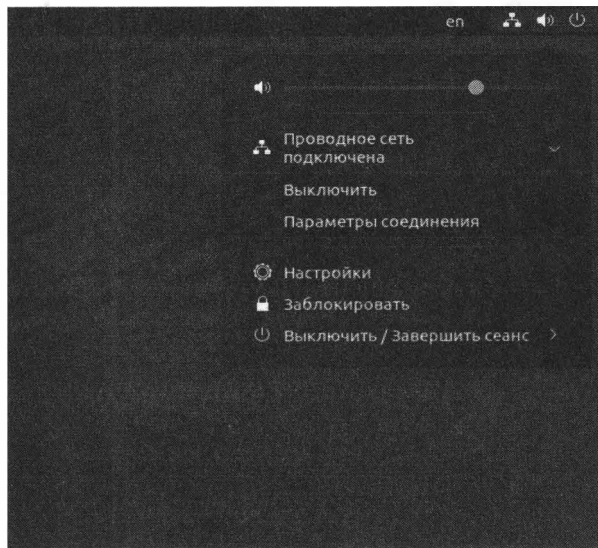 en
Проводное сеть
подключена
Выключить
Параметры соединения
Настройки
Заблокировать
Выключить / Завершить сеанс